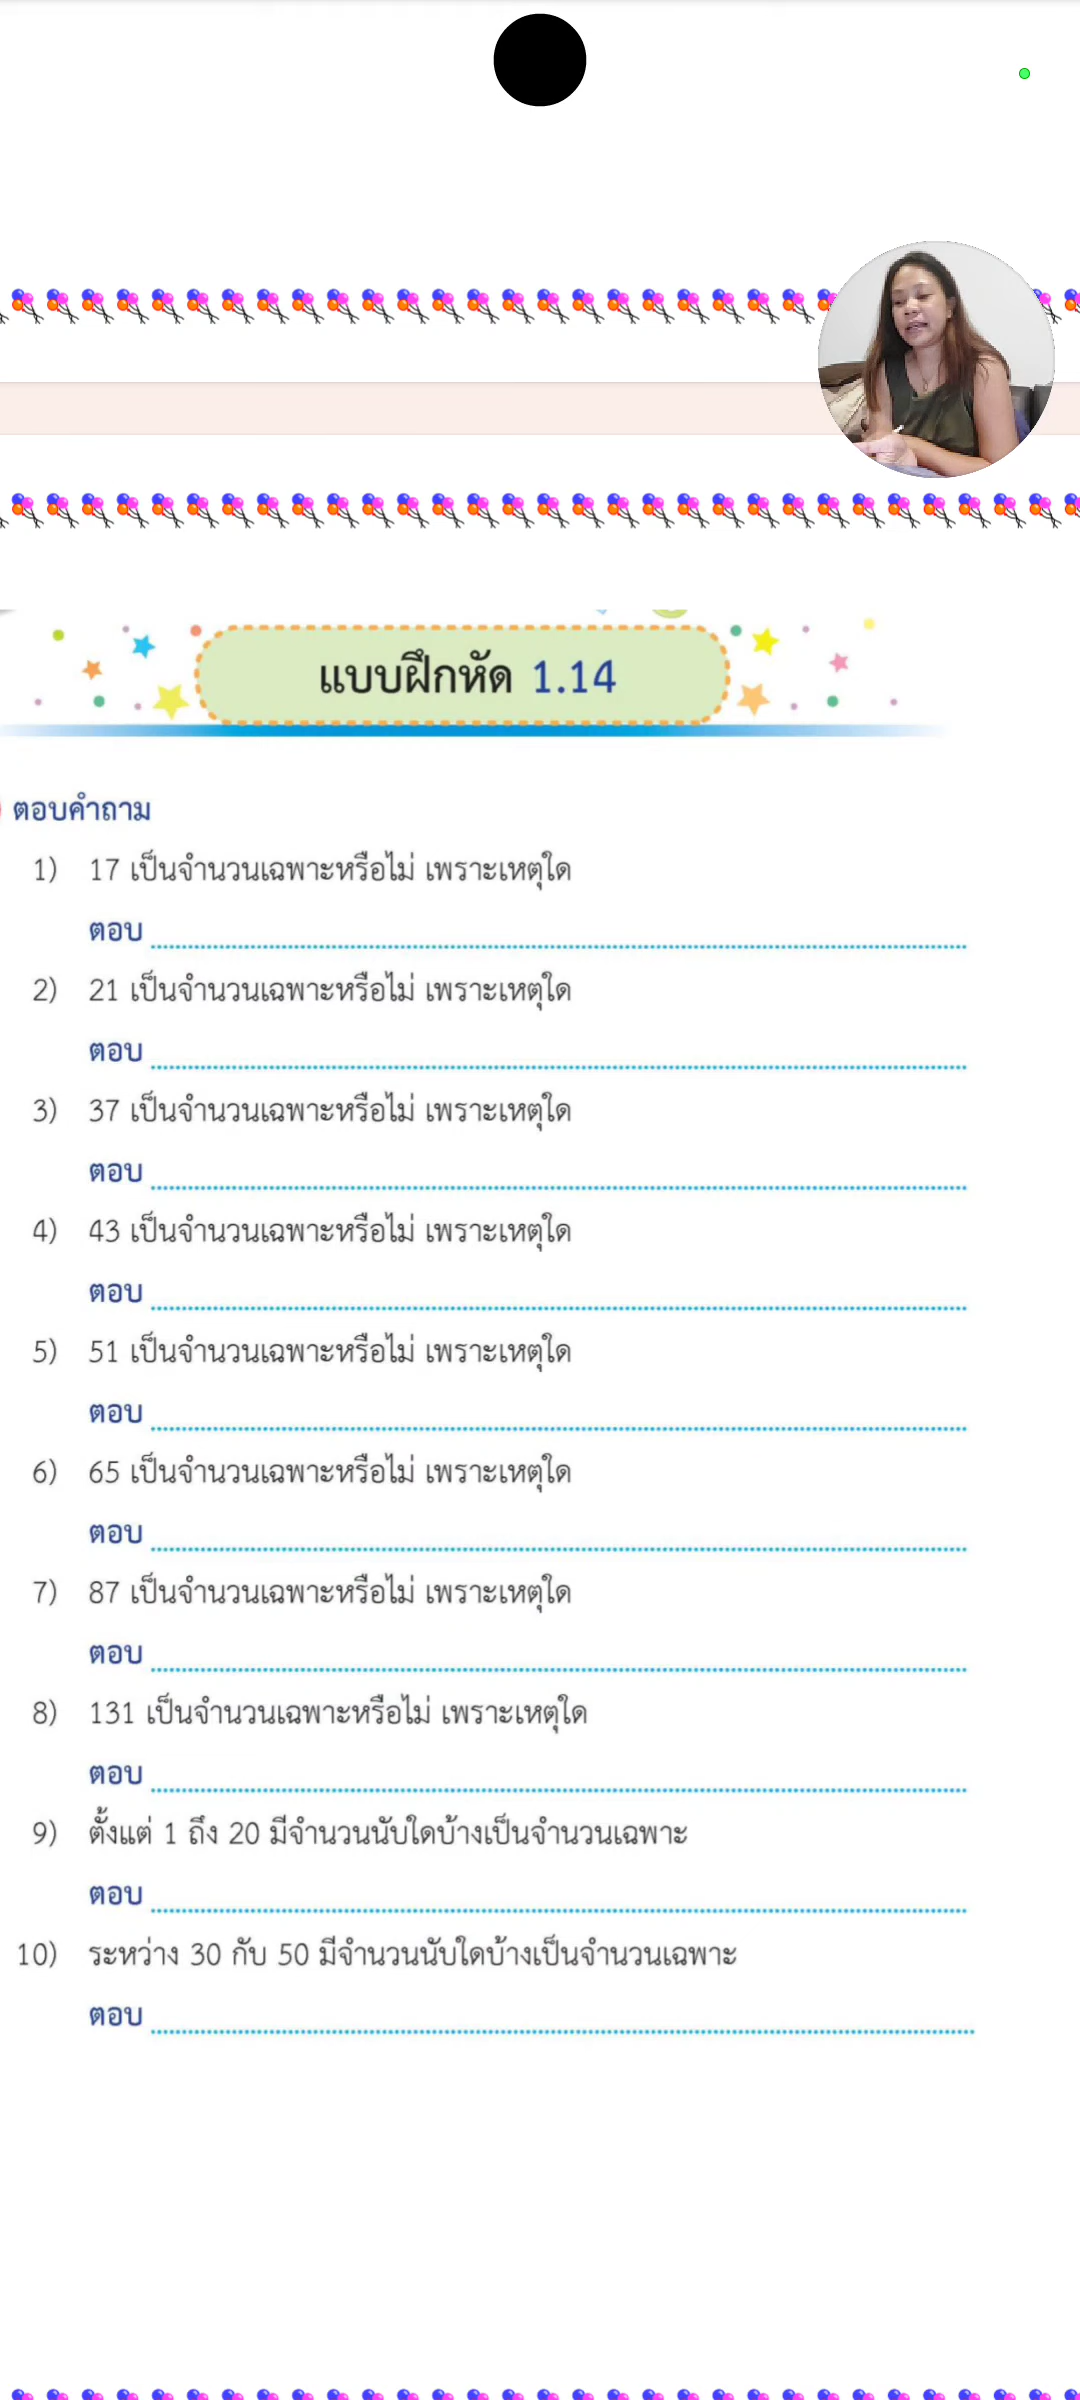 แบบฝึกหัด 1.14
ตอบคำถาม
1) 17 เป็นจำนวนเฉพาะหรือไม่ เพราะเหตุใด
ตอบ
2) 21 เป็นจำนวนเฉพาะหรือไม่ เพราะเหตุใด
ตอบ
3) 37 เป็นจำนวนเฉพาะหรือไม่ เพราะเหตุใด
ตอบ
4) 43 เป็นจำนวนเฉพาะหรือไม่ เพราะเหตุใด
ตอบ
5) 51 เป็นจำนวนเฉพาะหรือไม่ เพราะเหตุใด
ตอบ
6) 65 เป็นจำนวนเฉพาะหรือไม่ เพราะเหตุใด
ตอบ
7) 87 เป็นจำนวนเฉพาะหรือไม่ เพราะเหตุใด
ตอบ
8) 131 เป็นจำนวนเฉพาะหรือไม่ เพราะเหตุใด
ตอบ
9) ตั้งแต่ 1 ถึง 20 มีจำนวนนับใดบ้างเป็นจำนวนเฉพาะ
ตอบ
10) ระหว่าง 30 กับ 50 มีจำนวนนับใดบ้างเป็นจำนวนเฉพาะ
ตอบ